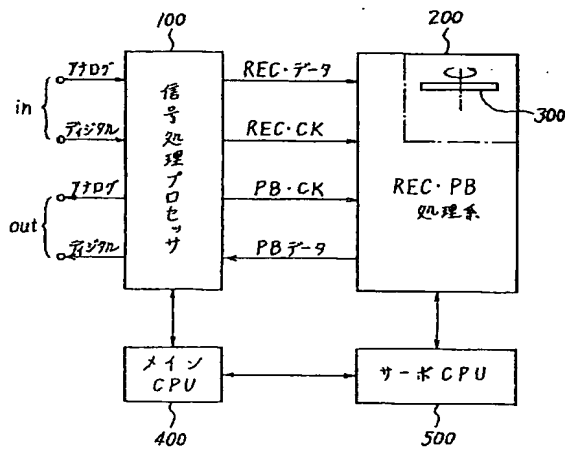 100
200
アナログ
REC・データ
300
in
信号処理プロセッサ
ディジタル
REC・CK
アナログ
PB・CK
REC・PB
処理系
out
ディジタル
PBデータ
メイン
CPU
サーボCPU
400
500